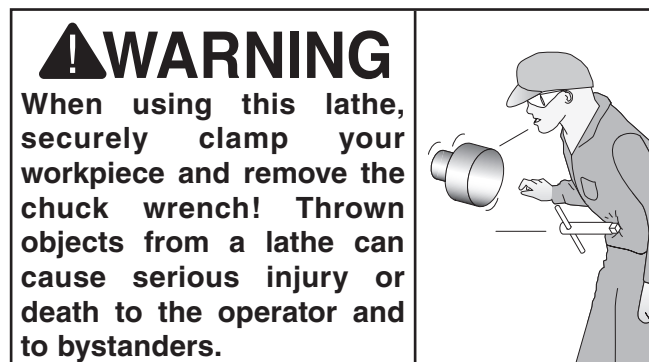 WARNING
When using this lathe,
securely clamp your
workpiece and remove the
chuck wrench! Thrown
objects from a lathe can
cause serious injury or
death to the operator and
to bystanders.